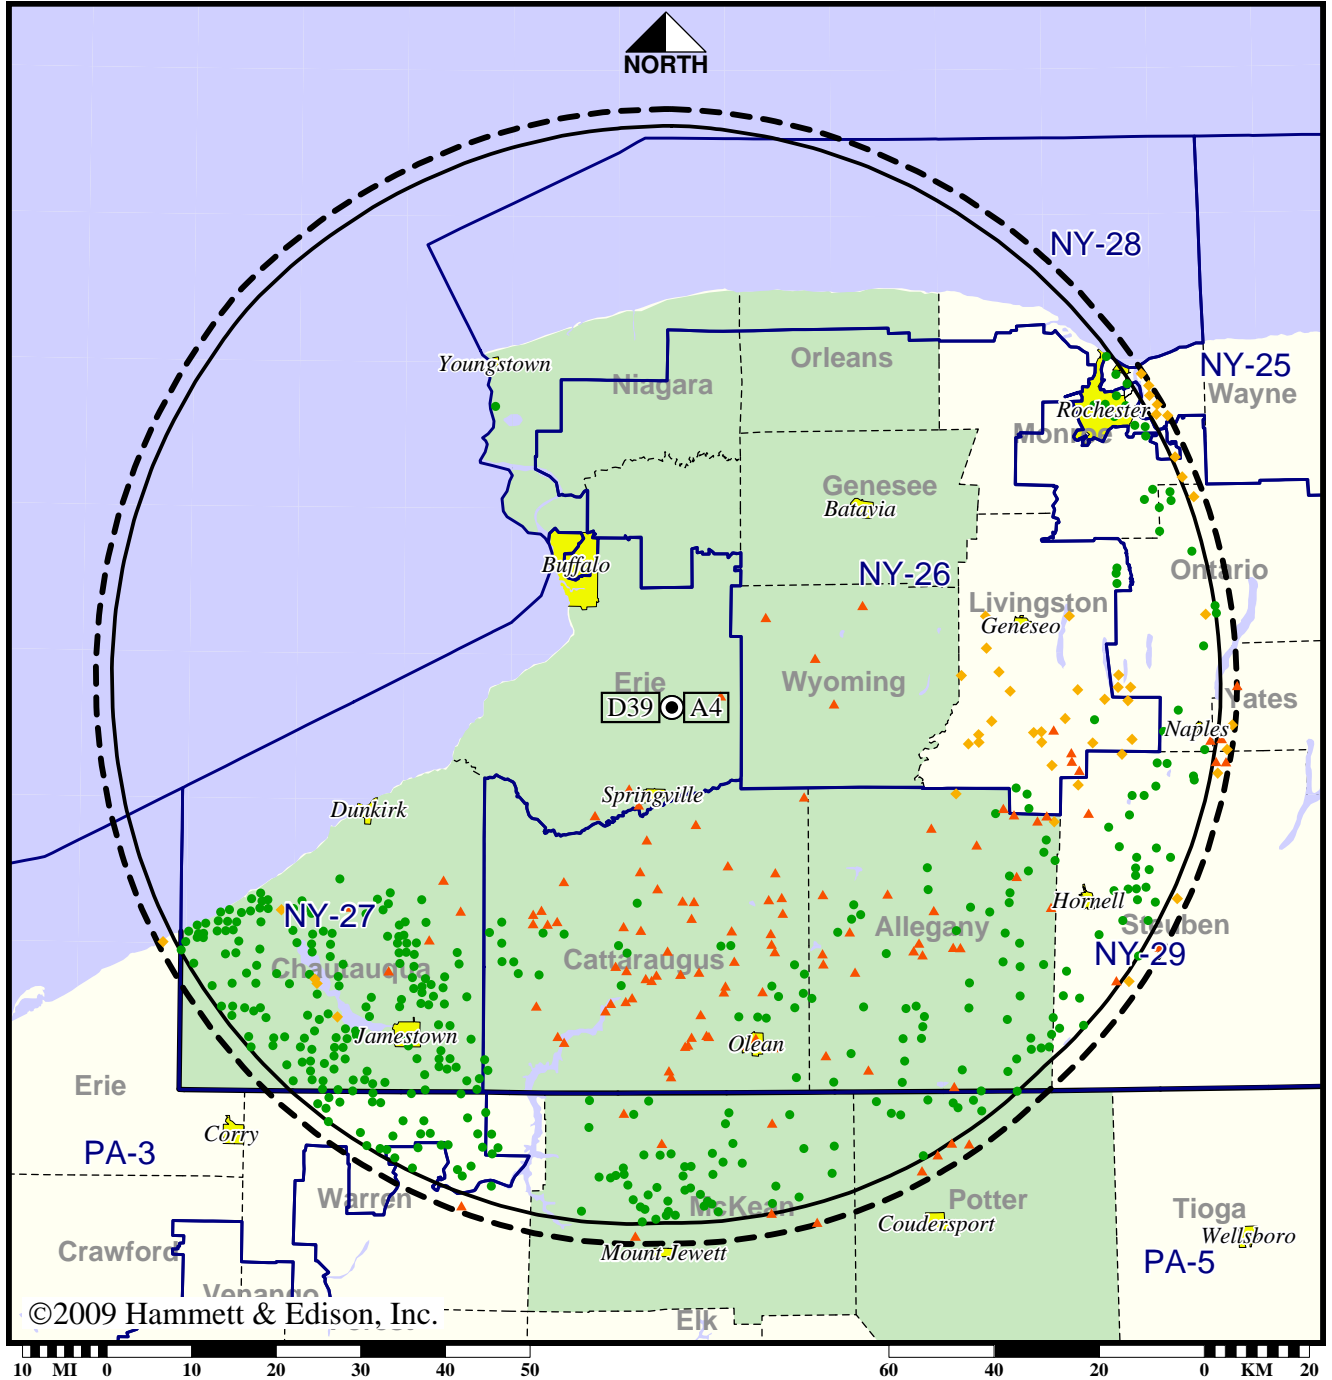 NORTH
NY-28
Youngstown
NY-25
Orleans
Niagara
Wayne
Rochester
Monroe
Genesee
Batavia
Buffalo
NY-26
Ontario
Livingston
Geneseo
Erie
Wyoming
Yates
D39
A4
Naples
Springville
Dunkirk
Hornell
NY-27
Allegany
Steuben
NY-29
Cattaraugus
Chautauqua
Jamestown
Olean
Erie
Corry
PA-3
Warren
McKean
Potter
Tioga
Coudersport
Wellsboro
Crawford
Mount Jewett
PA-5
Venango
©2009 Hammett & Edison, Inc.
Elk
10 MI 0 10 20 30 40 50 60 40 20 0 KM 20